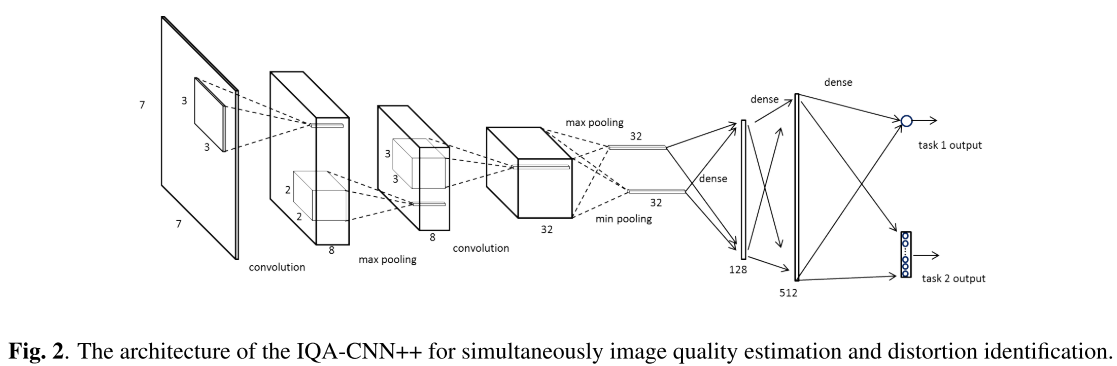 7
7
3
3
convolution
2
2
8
max pooling
3
3
8
convolution
32
max pooling
32
min pooling
32
dense
128
dense
512
dense
task 1 output
task 2 output
Fig. 2. The architecture of the IQA-CNN++ for simultaneously image quality estimation and distortion identification.